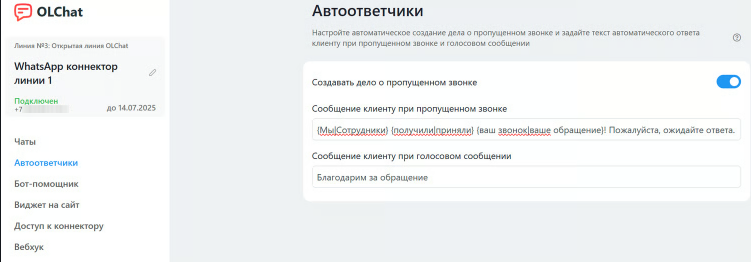 OLChat
Линия №3: Открытая линия OLChat
WhatsApp коннектор
линии 1
Подключен
+7
до 14.07.2025
Чаты
Автоответчики
Бот-помощник
Виджет на сайт
Доступ к коннектору
Вебхук
Автоответчики
Настройте автоматическое создание дела о пропущенном звонке и задайте текст автоматического ответа
клиенту при пропущенном звонке и голосовом сообщении
Создавать дело о пропущенном звонке
Сообщение клиенту при пропущенном звонке
{Мы|Сотрудники} {получили|приняли} {ваш звонок|ваше обращение}! Пожалуйста, ожидайте ответа.
Сообщение клиенту при голосовом сообщении
Благодарим за обращение